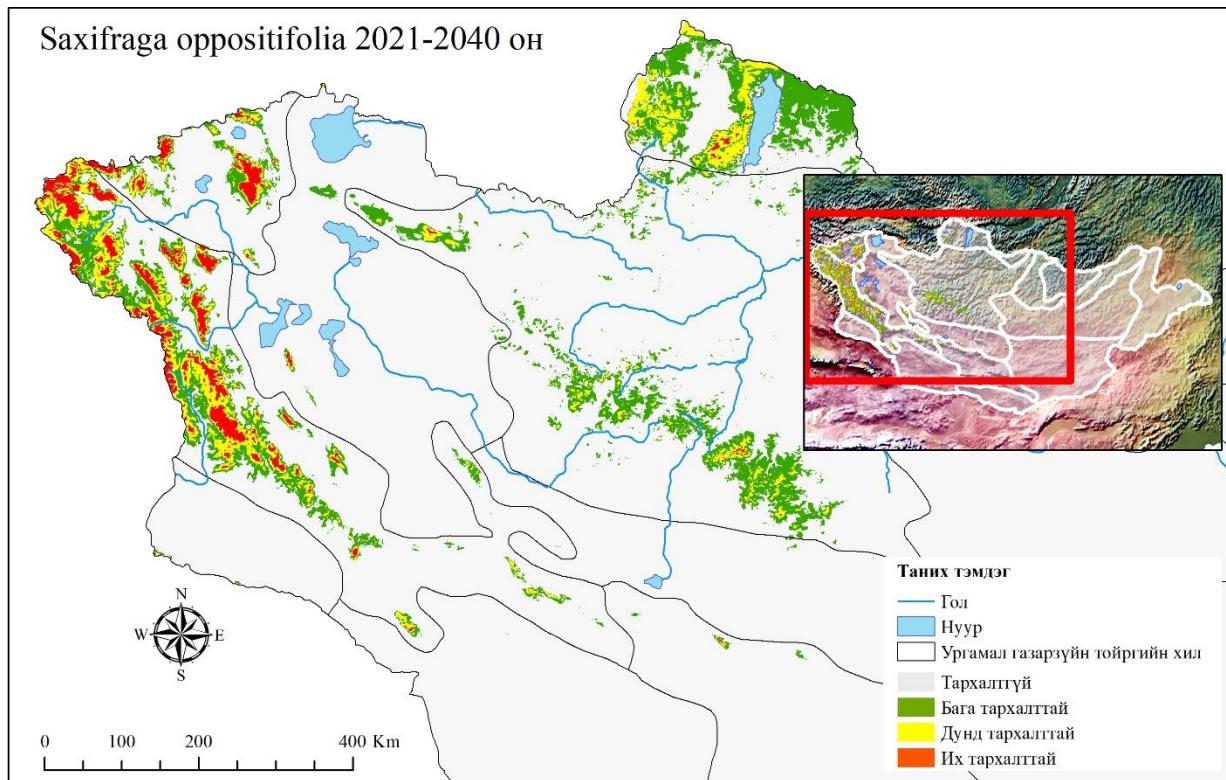 Saxifraga oppositifolia 2021-2040 он
N
W E
S
0 100 200 400 Km
Таних тэмдэг
Гол
Нуур
Ургамал газарзүйн тойргийн хил
Тархалтгүй
Бага тархалттай
Дунд тархалттай
Их тархалттай